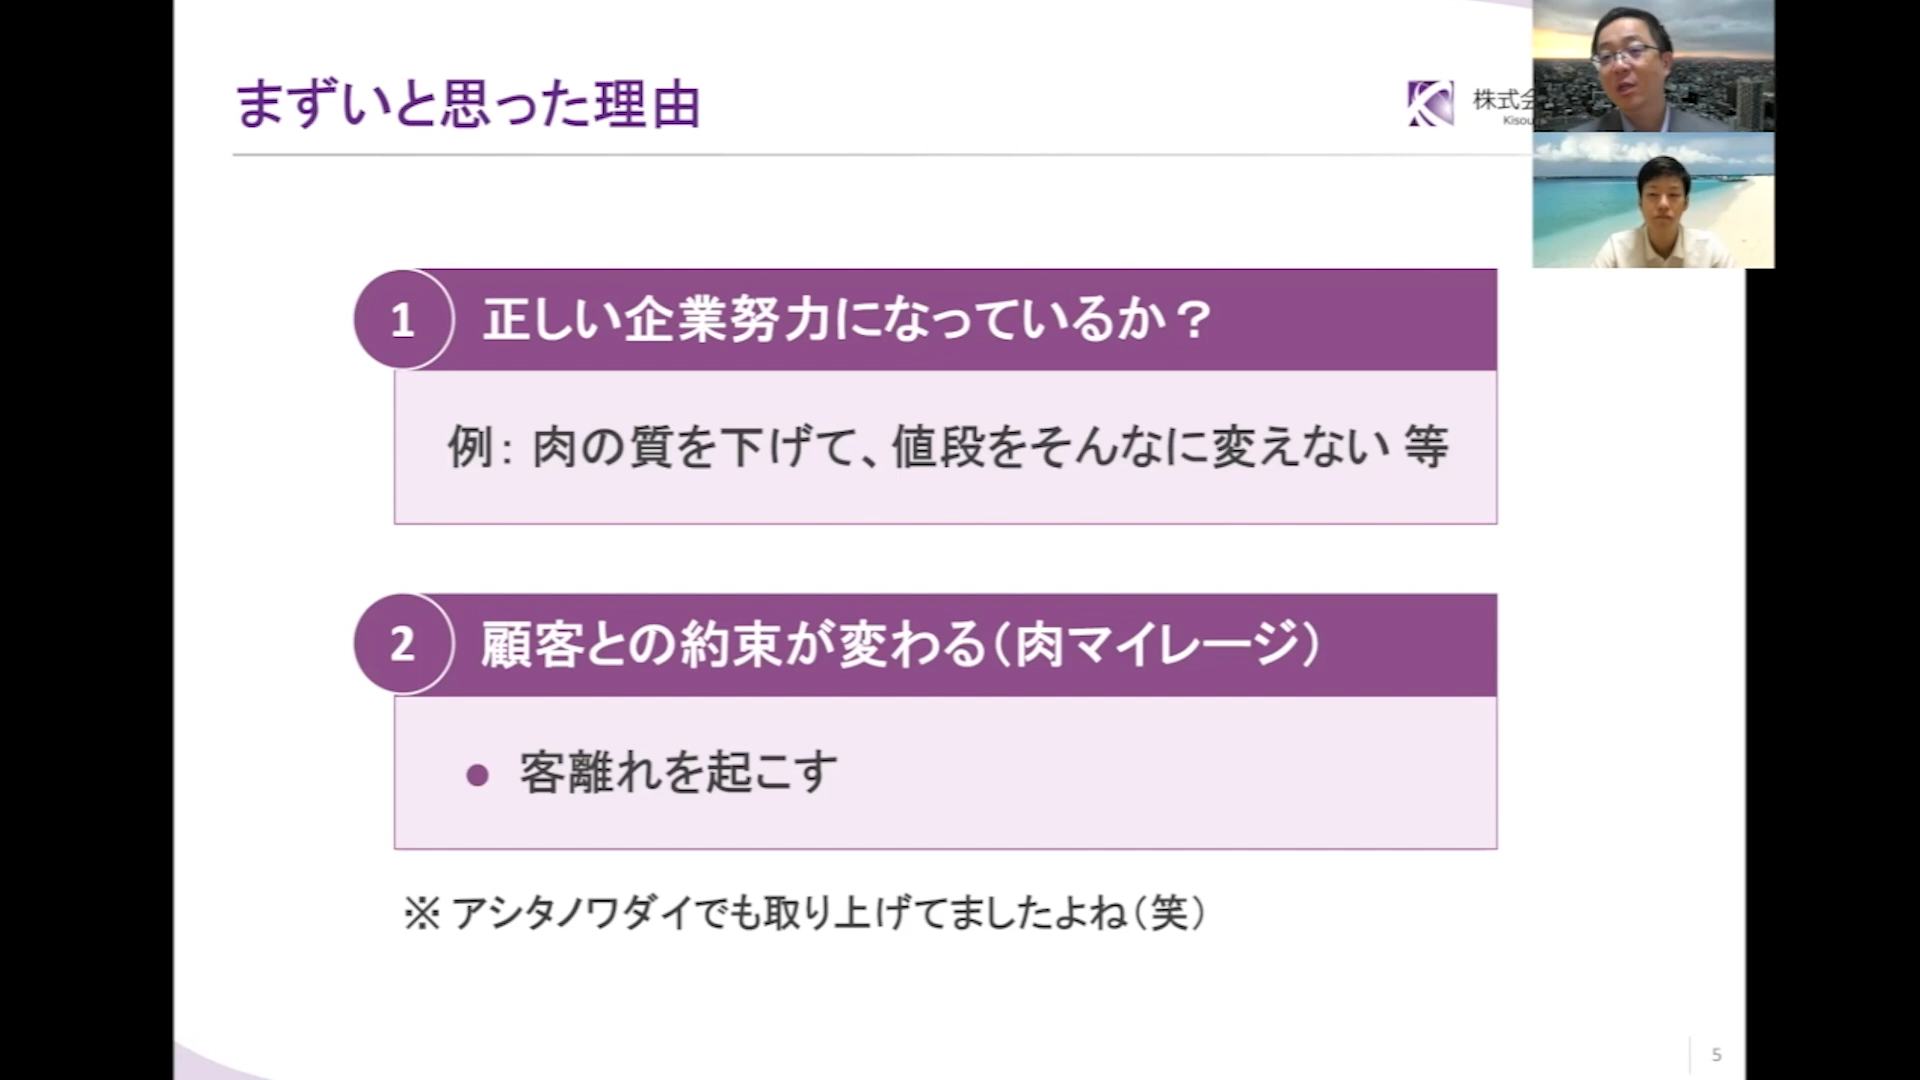 まずいと思った理由
株式会
Kisou
1 正しい企業努力になっているか？
例： 肉の質を下げて、値段をそんなに変えない 等
2 顧客との約束が変わる（肉マイレージ）
● 客離れを起こす
※ アシタノワダイでも取り上げてましたよね（笑）
5